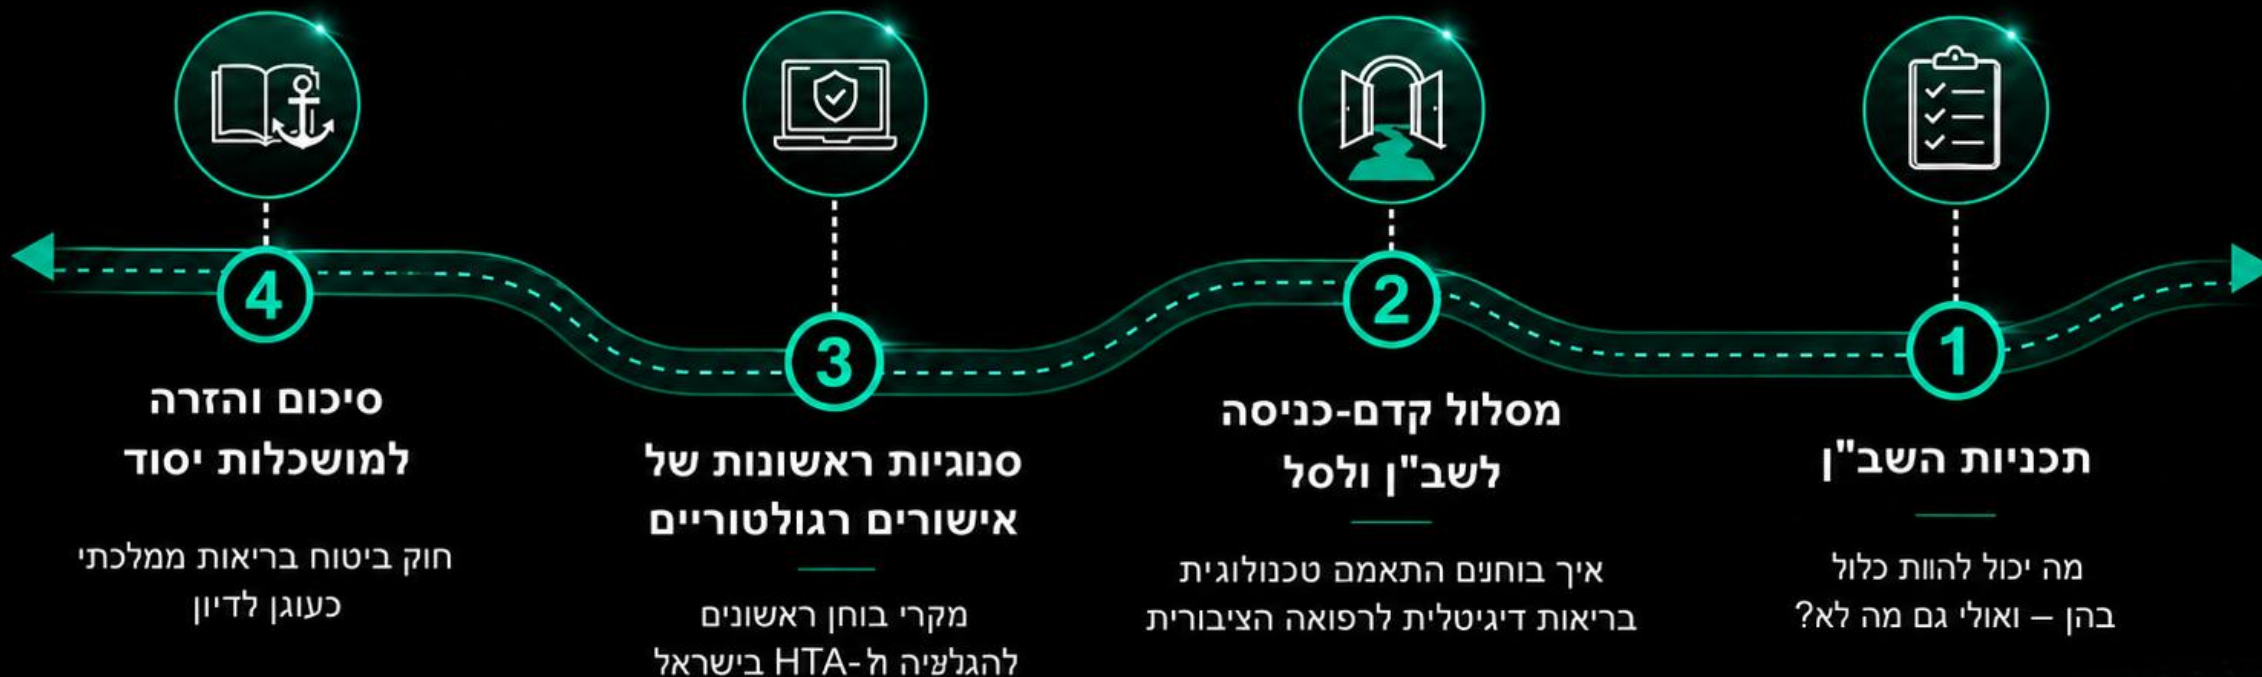 1
תכניות השב"ן
מה יכול להוות כלול
בהן – ואולי גם מה לא?
2
מסלול קדם-כניסה
לשב"ן ולסל
איך בוחנים התאמה טכנולוגית
בריאות דיגיטלית לרפואה הציבורית
3
סנוגיות ראשונות של
אישורים רגולטוריים
מקרי בוחן ראשונים
HTA- בישראל
4
סיכום והזרה
למושכלות יסוד
חוק ביטוח בריאות ממלכתי
כעוגן לדיון